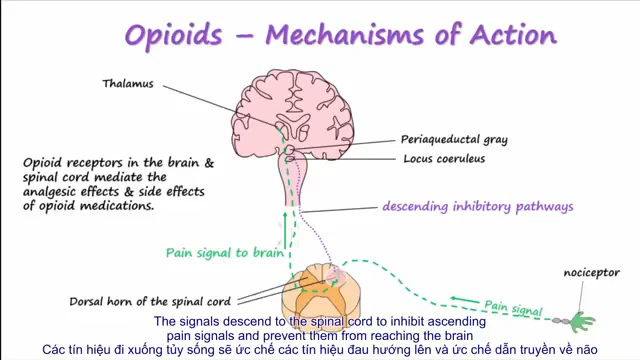 Opioids – Mechanisms of Action
Thalamus
Periaqueductal gray
Locus coeruleus
Opioid receptors in the brain &
spinal cord mediate the
analgesic effects & side effects
of opioid medications.
descending inhibitory pathways
Pain signal to brain
nociceptor
Dorsal horn of the spinal cord
Pain signal
The signals descend to the spinal cord to inhibit ascending
pain signals and prevent them from reaching the brain
Các tín hiệu đi xuống tủy sống sẽ ức chế các tín hiệu đau hướng lên và ức chế dẫn truyền về não